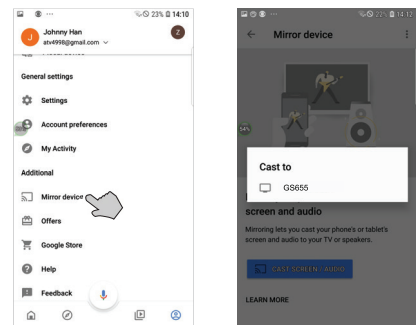 23% 14:10
J
Johnny Han
atv4998@gmail.com
Z
General settings
Settings
Account preferences
My Activity
Additional
Mirror device
Offers
Google Store
Help
Feedback
22% 14:12
Mirror device
54%
Cast to
GS655
screen and audio
Mirroring lets you cast your phone's or tablet's
screen and audio to your TV or speakers.
CAST SCREEN / AUDIO
LEARN MORE